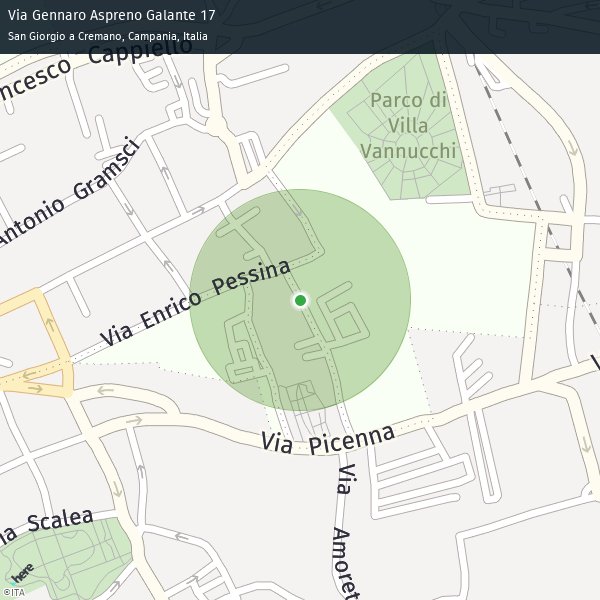 Via Gennaro Aspreno Galante 17
San Giorgio a Cremano, Campania, Italia
ncesco Cappiello
Parco di
Villa
Vannucchi
Antonio Gramsci
Via Enrico Pessina
Via Picenna
Via Amoret
na Scalea
here
©ITA